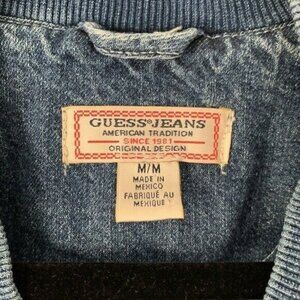 GUESS JEANS
AMERICAN TRADITION
SINCE 1981
ORIGINAL DESIGN
M/M
MADE IN
MEXICO
FABRIQUÉ AU
MEXIQUE